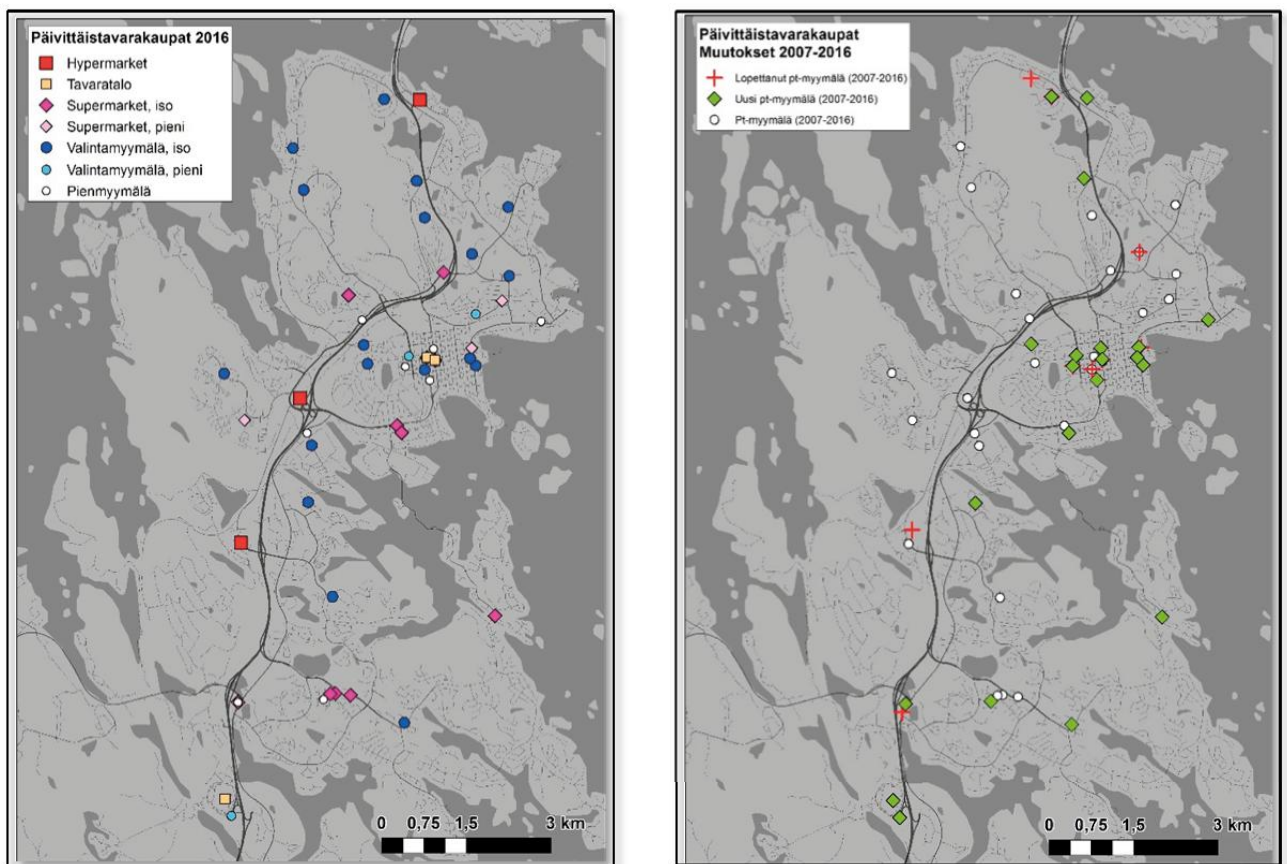 Päivittäistavarakaupat 2016
Hypermarket
Tavaratalo
Supermarket, iso
Supermarket, pieni
Valintamyymälä, iso
Valintamyymälä, pieni
Pienmyymälä
0 0,75 1,5 3 km
Päivittäistavarakaupat
Muutokset 2007-2016
Lopettanut pt-myymälä (2007-2016)
Uusi pt-myymälä (2007-2016)
Pt-myymälä (2007-2016)
0 0,75 1,5 3 km